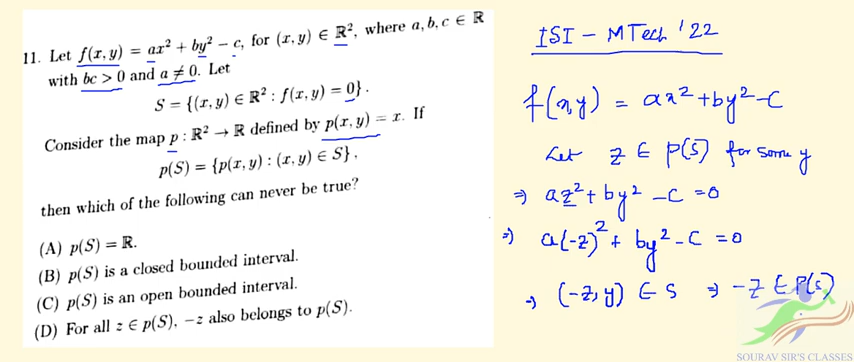 11. Let f(x, y) = ax² + by² − c, for (x, y) ∈ ℝ², where a, b, c ∈ ℝ
with bc > 0 and a ≠ 0. Let
S = {(x, y) ∈ ℝ² : f(x, y) = 0}.
Consider the map p : ℝ² → ℝ defined by p(x, y) = x. If
p(S) = {p(x, y) : (x, y) ∈ S},
then which of the following can never be true?
(A) p(S) = ℝ.
(B) p(S) is a closed bounded interval.
(C) p(S) is an open bounded interval.
(D) For all z ∈ p(S), −z also belongs to p(S).
ISI - MTech '22
f(x,y) = ax² + by² - c
Let z ∈ p(S) for some y
⇒ az² + by² - c = 0
⇒ a(-z)² + by² - c = 0
⇒ (-z, y) ∈ S ⇒ -z ∈ P(S)
SOURAV SIR'S CLASSES